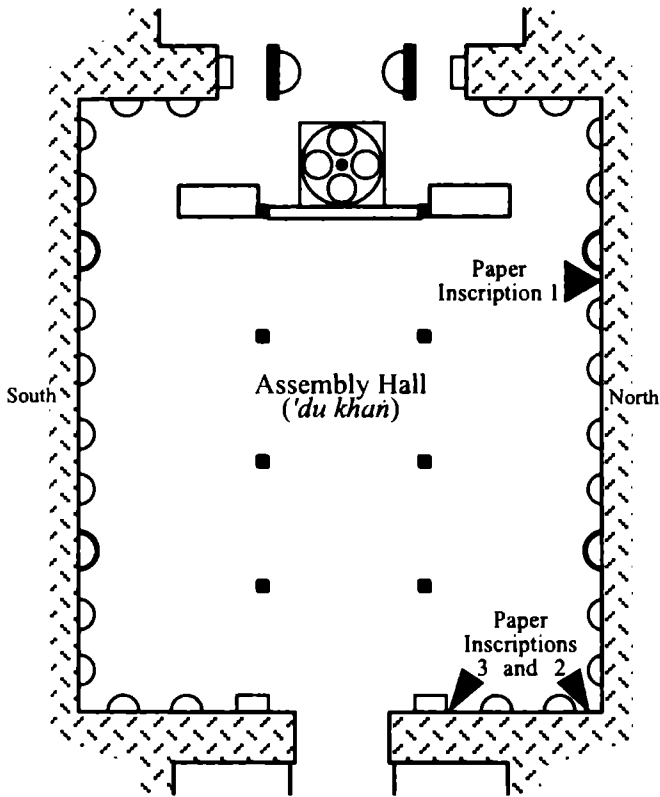 Paper
Inscription 1
Assembly Hall
('du khaṅ)
South
North
Paper
Inscriptions
3 and 2